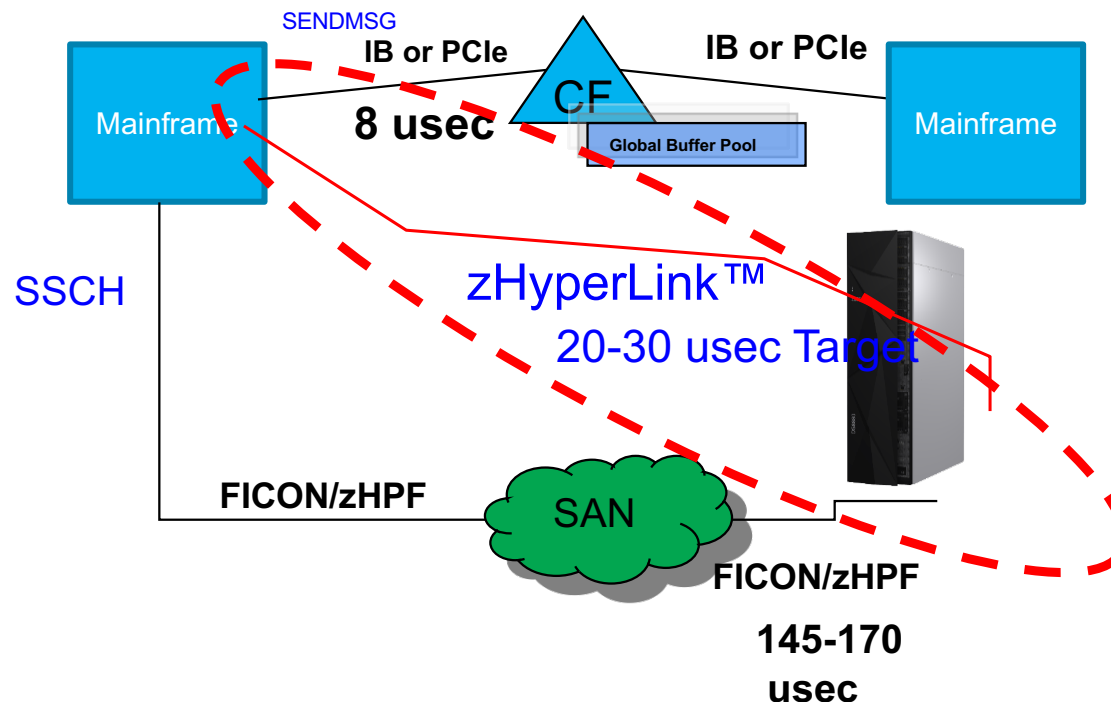 SENDMSG
IB or PCIe
IB or PCIe
Mainframe
CF
Mainframe
8 usec
Global Buffer Pool
zHyperLink™
SSCH
20-30 usec Target
FICON/zHPF
SAN
FICON/zHPF
145-170
usec